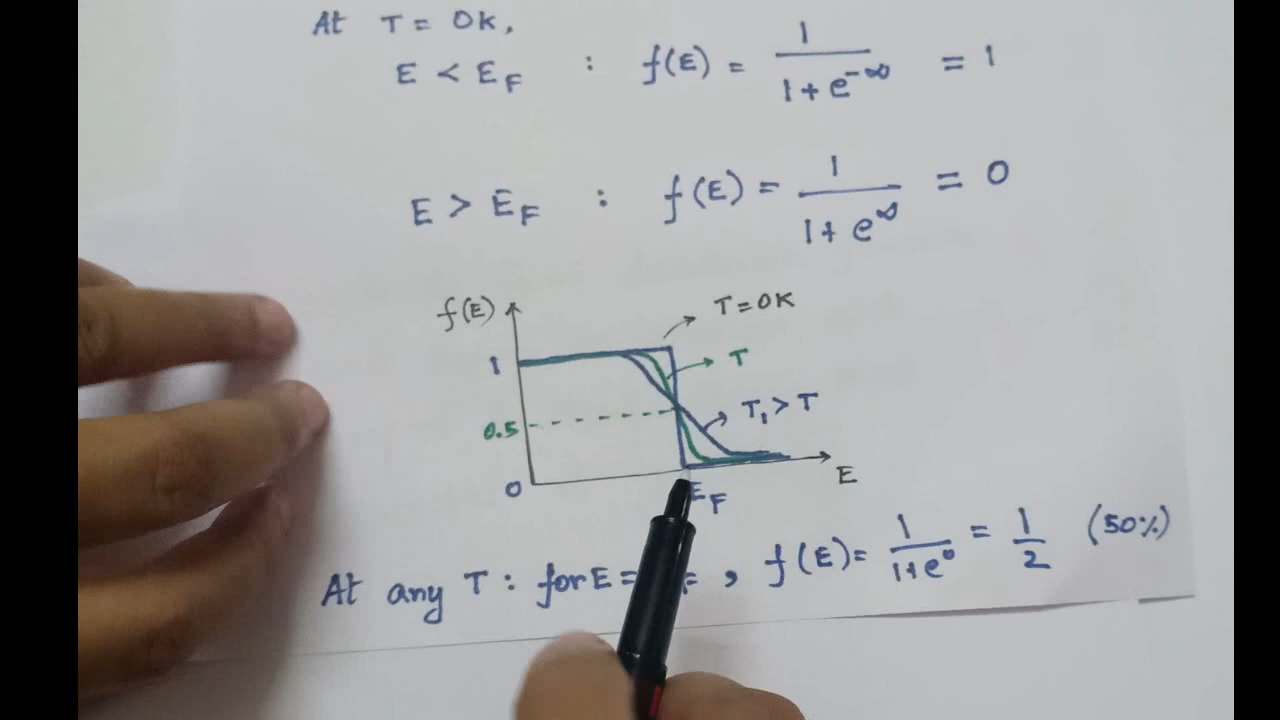 At T = 0K,
E < E_F : f(E) = 1/(1 + e^-∞) = 1
E > E_F : f(E) = 1/(1 + e^∞) = 0
f(E)
T = 0K
1
T
T₁ > T
0.5
0
E_F
E
At any T : for E = , f(E) = 1/(1+e^0) = 1/2 (50%)